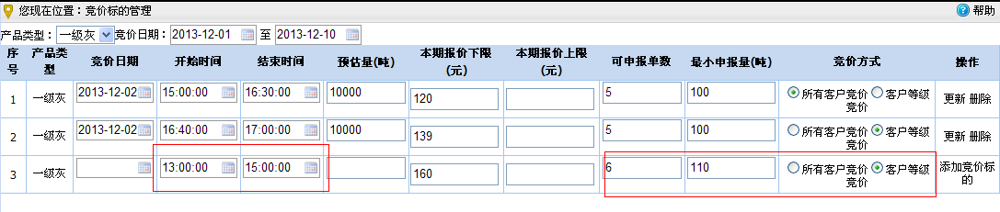 您现在位置：竞价标的管理 帮助
产品类型： 一级灰 竞价日期： 2013-12-01 至 2013-12-10
序号 产品类型 竞价日期 开始时间 结束时间 预估量(吨) 本期报价下限(元) 本期报价上限(元) 可申报单数 最小申报量(吨) 竞价方式 操作
1 一级灰 2013-12-02 15:00:00 16:30:00 10000 120 5 100 所有客户竞价 客户等级竞价 更新 删除
2 一级灰 2013-12-02 16:40:00 17:00:00 10000 139 5 100 所有客户竞价 客户等级竞价 更新 删除
3 一级灰 13:00:00 15:00:00 160 6 110 所有客户竞价 客户等级竞价 添加竞价标的